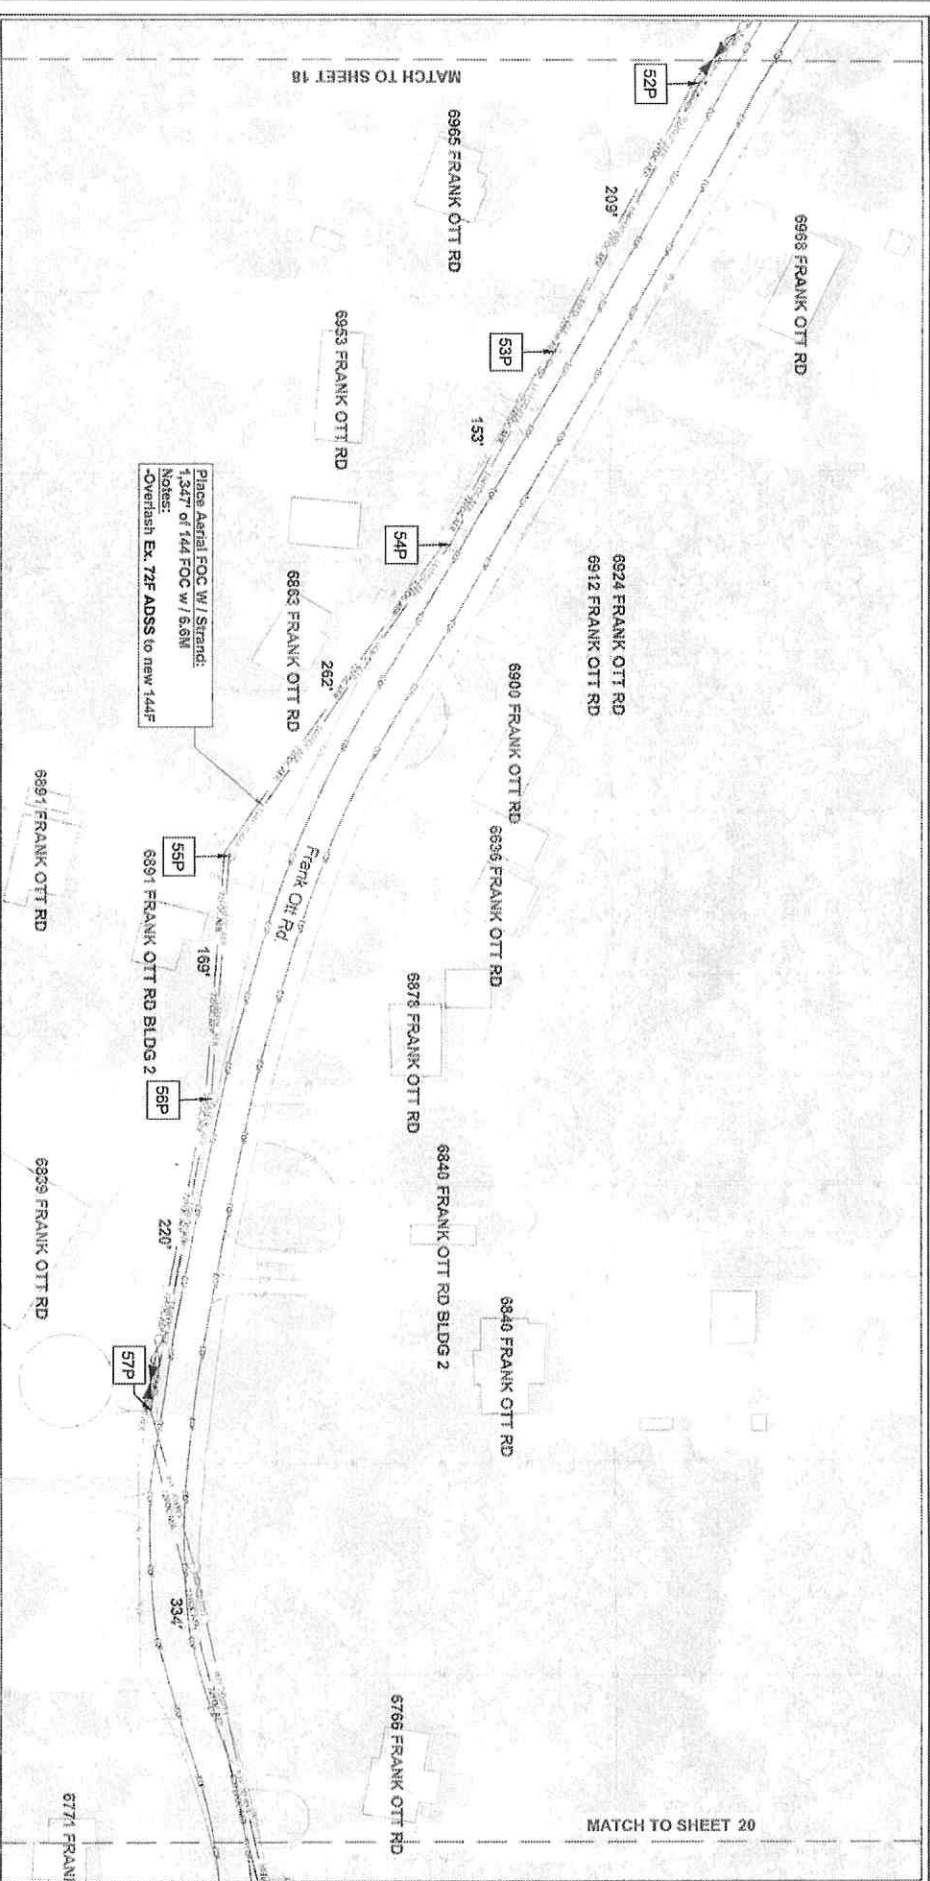 MATCH TO SHEET 18
52P
6965 FRANK OTT RD
209'
6968 FRANK OTT RD
53P
6953 FRANK OTT RD
153'
54P
6924 FRANK OTT RD
6912 FRANK OTT RD
Place Aerial FOC W / Strand:
1,347' of 144 FOC w / 6.6M
Notes:
-Overlash Ex. 72F ADSS to new 144F
6863 FRANK OTT RD
262'
6900 FRANK OTT RD
6636 FRANK OTT RD
Frank Ott Rd.
55P
6891 FRANK OTT RD
6891 FRANK OTT RD BLDG 2
169'
6878 FRANK OTT RD
56P
6840 FRANK OTT RD BLDG 2
6839 FRANK OTT RD
220'
6840 FRANK OTT RD
57P
334'
6766 FRANK OTT RD
6771 FRAN
MATCH TO SHEET 20